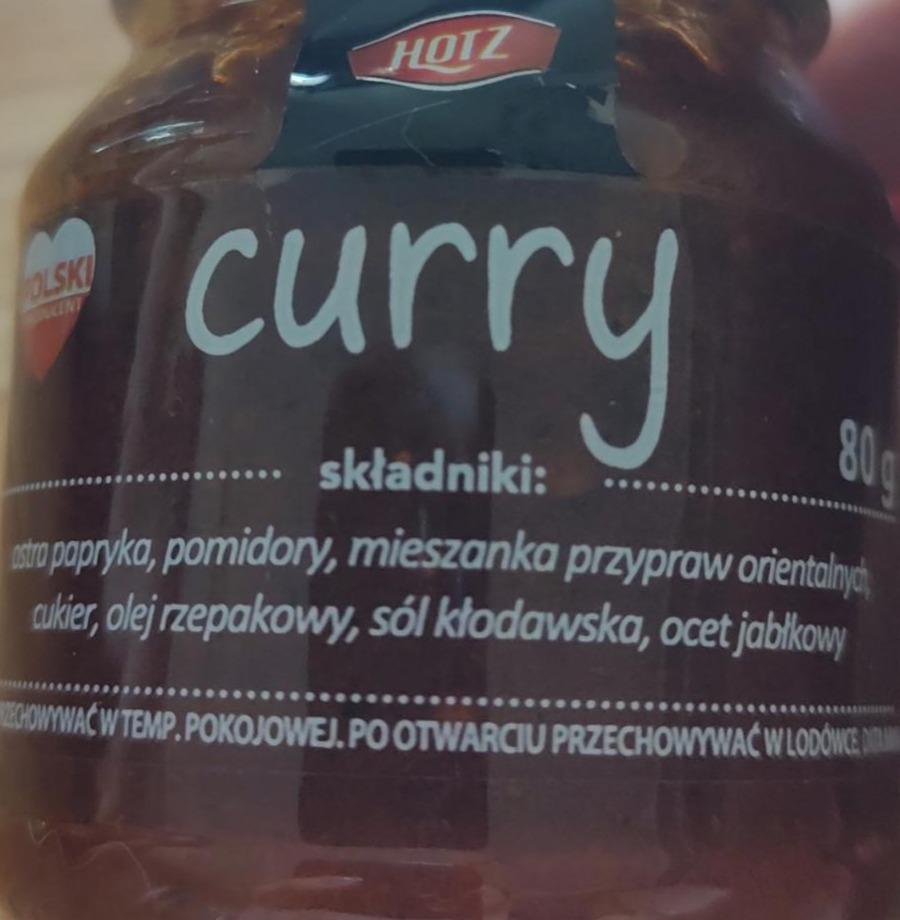 HOTZ
POLSKI
PRODUCENT
curry
80 g
składniki:
ostra papryka, pomidory, mieszanka przypraw orientalnych,
cukier, olej rzepakowy, sól kłodawska, ocet jabłkowy
PRZECHOWYWAĆ W TEMP. POKOJOWEJ. PO OTWARCIU PRZECHOWYWAĆ W LODÓWCE.